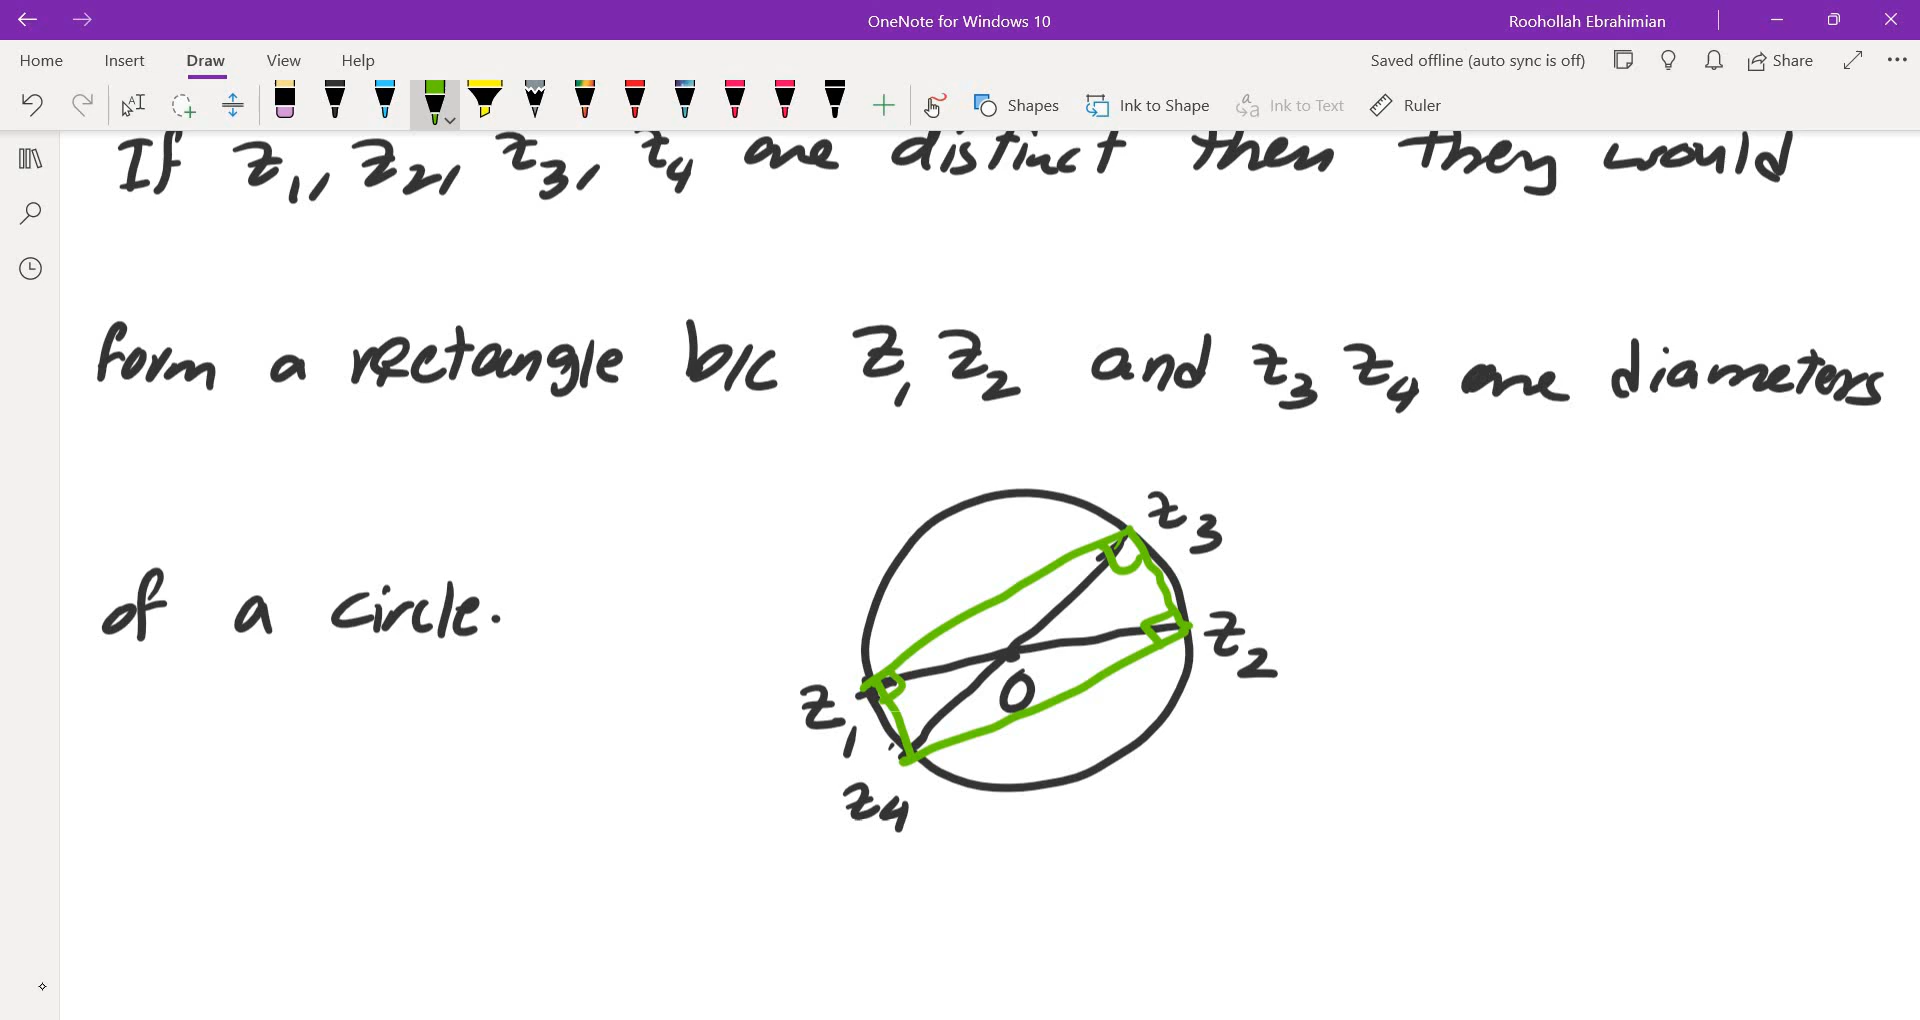 OneNote for Windows 10
Roohollah Ebrahimian
Home Insert Draw View Help
Saved offline (auto sync is off) Share
Shapes Ink to Shape Ink to Text Ruler
If z1, z2, z3, z4 are distinct then they would
form a rectangle b/c z1 z2 and z3 z4 are diameters
of a circle.
z3
z2
0
z1
z4